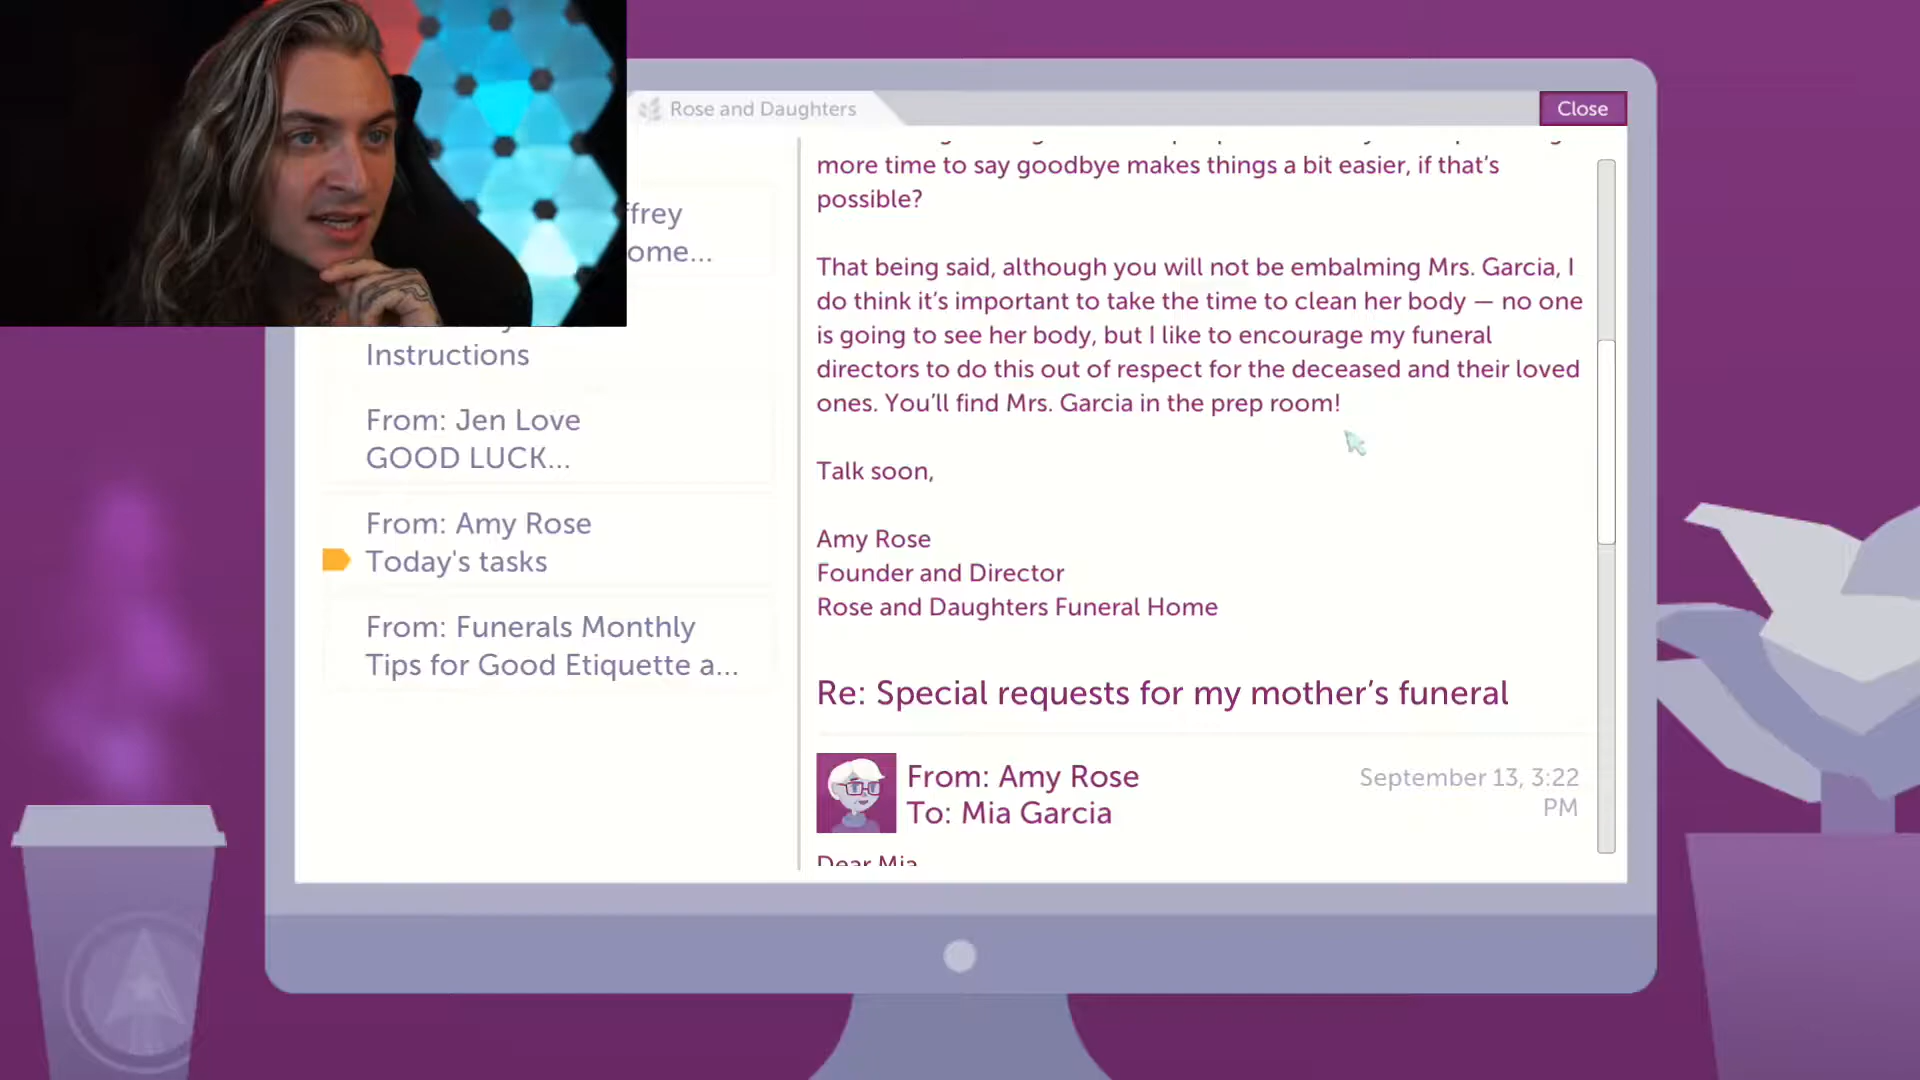 Rose and Daughters
Close
ffrey
ome...
Instructions
From: Jen Love
GOOD LUCK...
From: Amy Rose
Today's tasks
From: Funerals Monthly
Tips for Good Etiquette a...
more time to say goodbye makes things a bit easier, if that's
possible?
That being said, although you will not be embalming Mrs. Garcia, I
do think it's important to take the time to clean her body — no one
is going to see her body, but I like to encourage my funeral
directors to do this out of respect for the deceased and their loved
ones. You'll find Mrs. Garcia in the prep room!
Talk soon,
Amy Rose
Founder and Director
Rose and Daughters Funeral Home
Re: Special requests for my mother's funeral
From: Amy Rose
To: Mia Garcia
September 13, 3:22
PM
Dear Mia